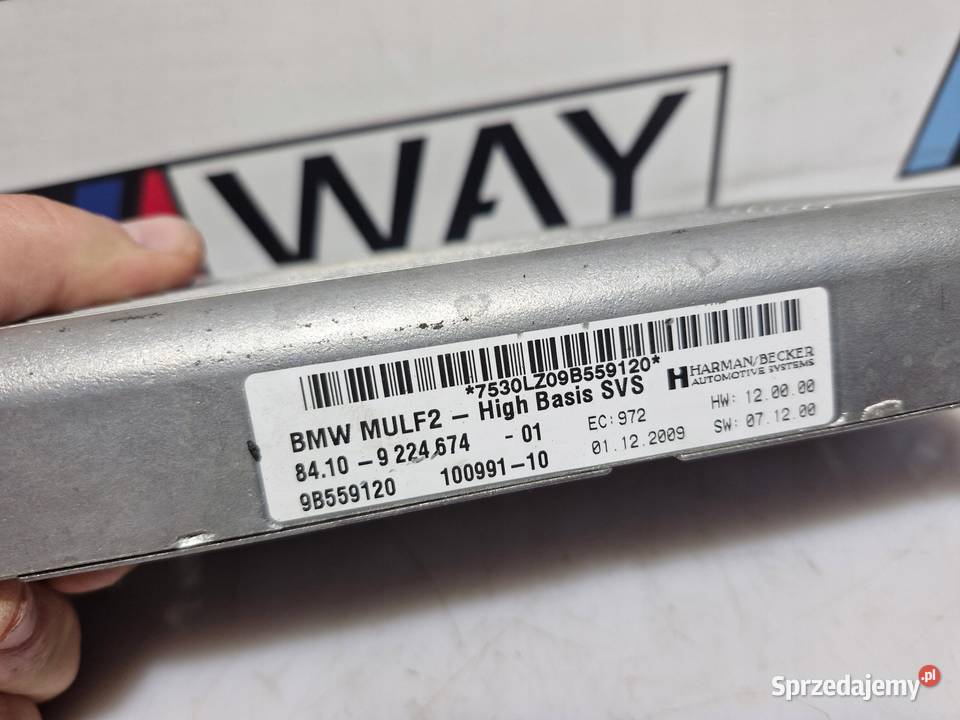 WAY
*7530LZ09B559120*
HARMAN/BECKER
AUTOMOTIVE SYSTEMS
BMW MULF2 - High Basis SVS
84.10 - 9 224 674 - 01
EC: 972
HW: 12.00.00
9B559120
100991-10
01.12.2009
SW: 07.12.00
Sprzedajemy.pl